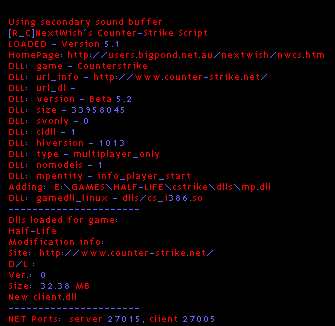 Using secondary sound buffer
[R_C]NextWish's Counter-Strike Script
LOADED - Version 5.1
HomePage: http://users.bigpond.net.au/nextwish/nwcs.htm
DLL:  game - Counterstrike
DLL:  url_info - http://www.counter-strike.net/
DLL:  url_dl -
DLL:  version - Beta 5.2
DLL:  size - 33958045
DLL:  svonly - 0
DLL:  cldll - 1
DLL:  hlversion - 1013
DLL:  type - multiplayer_only
DLL:  nomodels - 1
DLL:  mpentity - info_player_start
Adding:  E:\GAMES\HALF-LIFE\cstrike\dlls\mp.dll
DLL:  gamedll_linux - dlls/cs_i386.so
----------------------
Dlls loaded for game:
Half-Life
Modification info:
Site:  http://www.counter-strike.net/
D/L :
Ver.:  0
Size:  32.38 MB
New client.dll
----------------------
NET Ports:  server 27015, client 27005